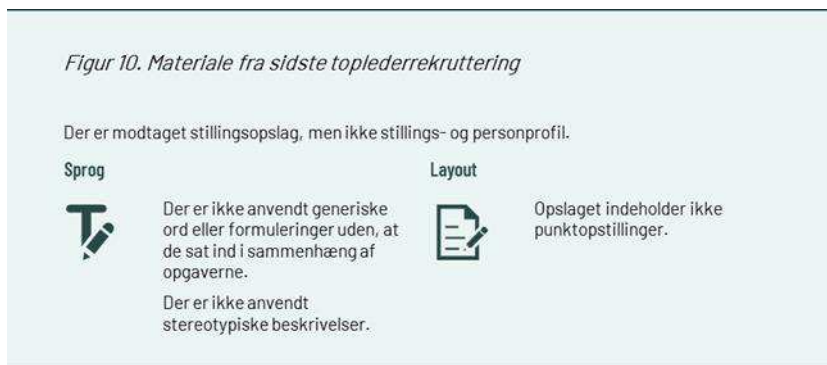 Figur 10. Materiale fra sidste toplederrekruttering
Der er modtaget stillingsopslag, men ikke stillings- og personprofil.
Sprog
Der er ikke anvendt generiske
ord eller formuleringer uden, at
de sat ind i sammenhæng af
opgaverne.
Der er ikke anvendt
stereotypiske beskrivelser.
Layout
Opslaget indeholder ikke
punktopstillinger.